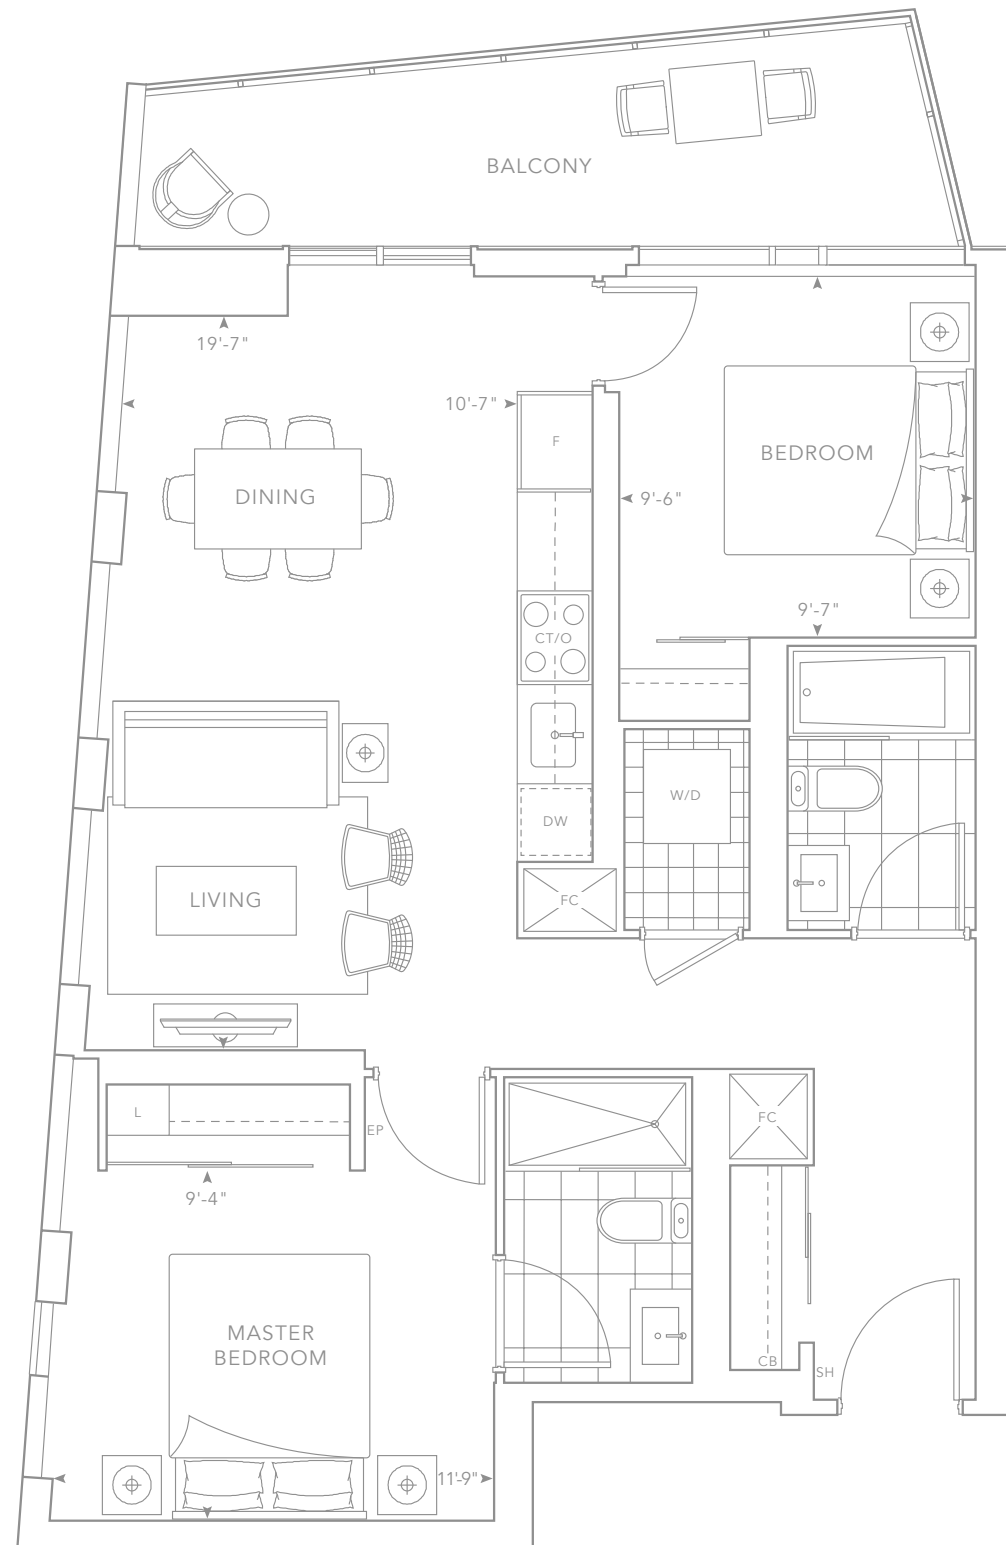 BALCONY
19'-7"
10'-7"
F
BEDROOM
DINING
9'-6"
9'-7"
CT/O
W/D
DW
LIVING
FC
L
EP
FC
9'-4"
MASTER
BEDROOM
CB
SH
11'-9"